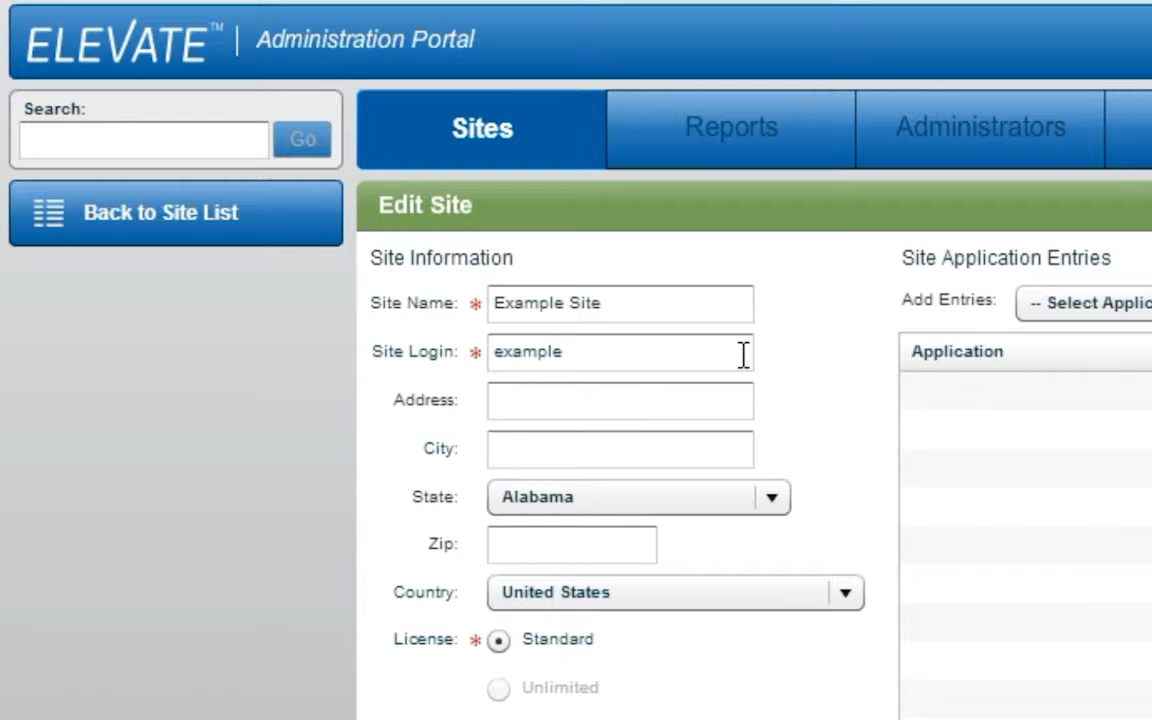 ELEVATE™ | Administration Portal
Search:
Go
Sites
Reports
Administrators
Back to Site List
Edit Site
Site Information
Site Name: * Example Site
Site Login: * example
Address:
City:
State: Alabama
Zip:
Country: United States
License: * Standard
Unlimited
Site Application Entries
Add Entries: -- Select Applic
Application